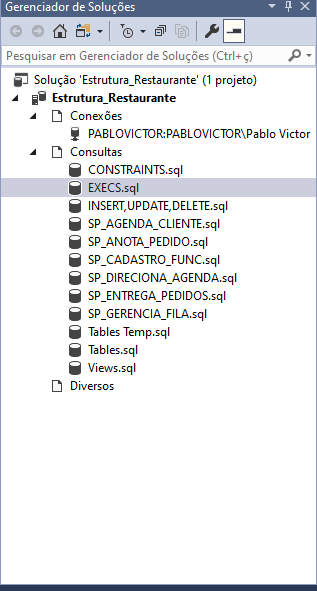 Gerenciador de Soluções
Pesquisar em Gerenciador de Soluções (Ctrl+ç)
Solução 'Estrutura_Restaurante' (1 projeto)
Estrutura_Restaurante
Conexões
PABLOVICTOR:PABLOVICTOR\Pablo Victor
Consultas
CONSTRAINTS.sql
EXECS.sql
INSERT,UPDATE,DELETE.sql
SP_AGENDA_CLIENTE.sql
SP_ANOTA_PEDIDO.sql
SP_CADASTRO_FUNC.sql
SP_DIRECIONA_AGENDA.sql
SP_ENTREGA_PEDIDOS.sql
SP_GERENCIA_FILA.sql
Tables Temp.sql
Tables.sql
Views.sql
Diversos